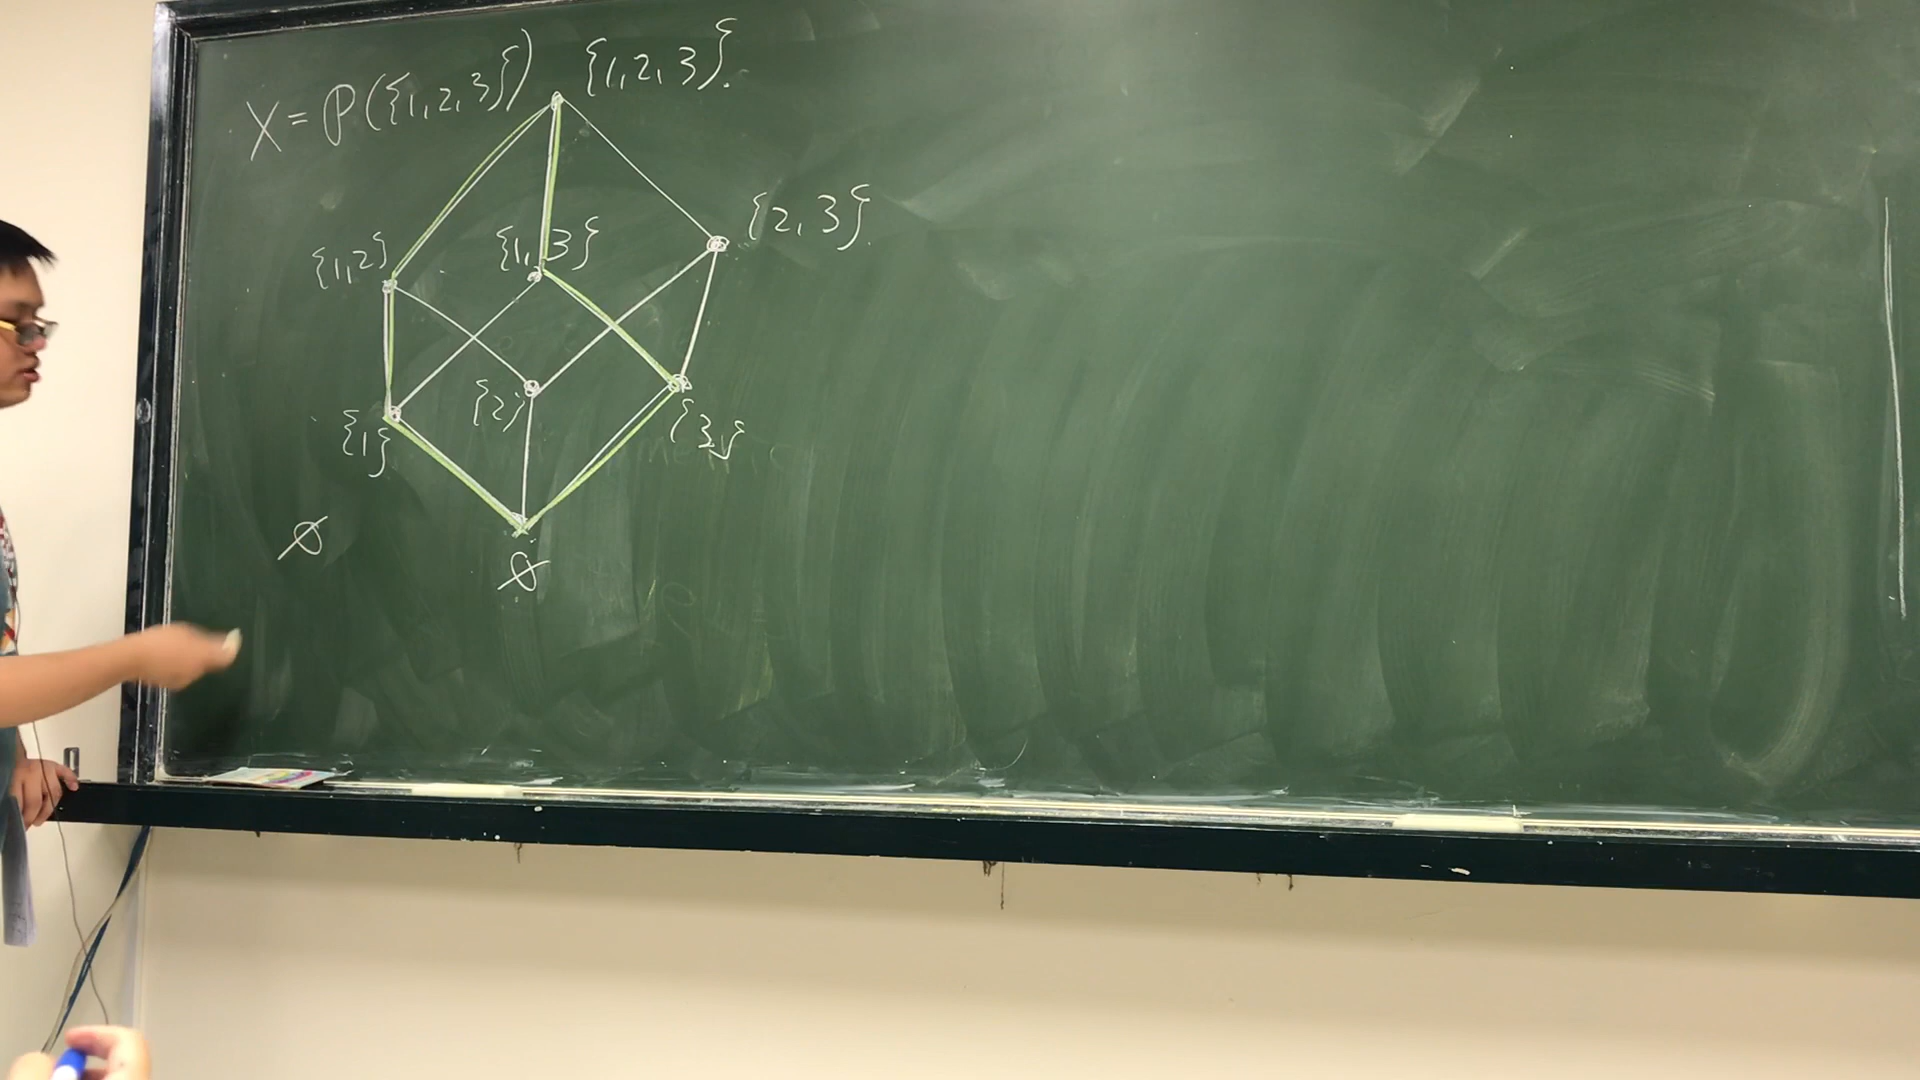 X = P({1,2,3}) {1,2,3}.
{1,2} {1,3} {2,3}.
{1} {2} {3}
∅ ∅